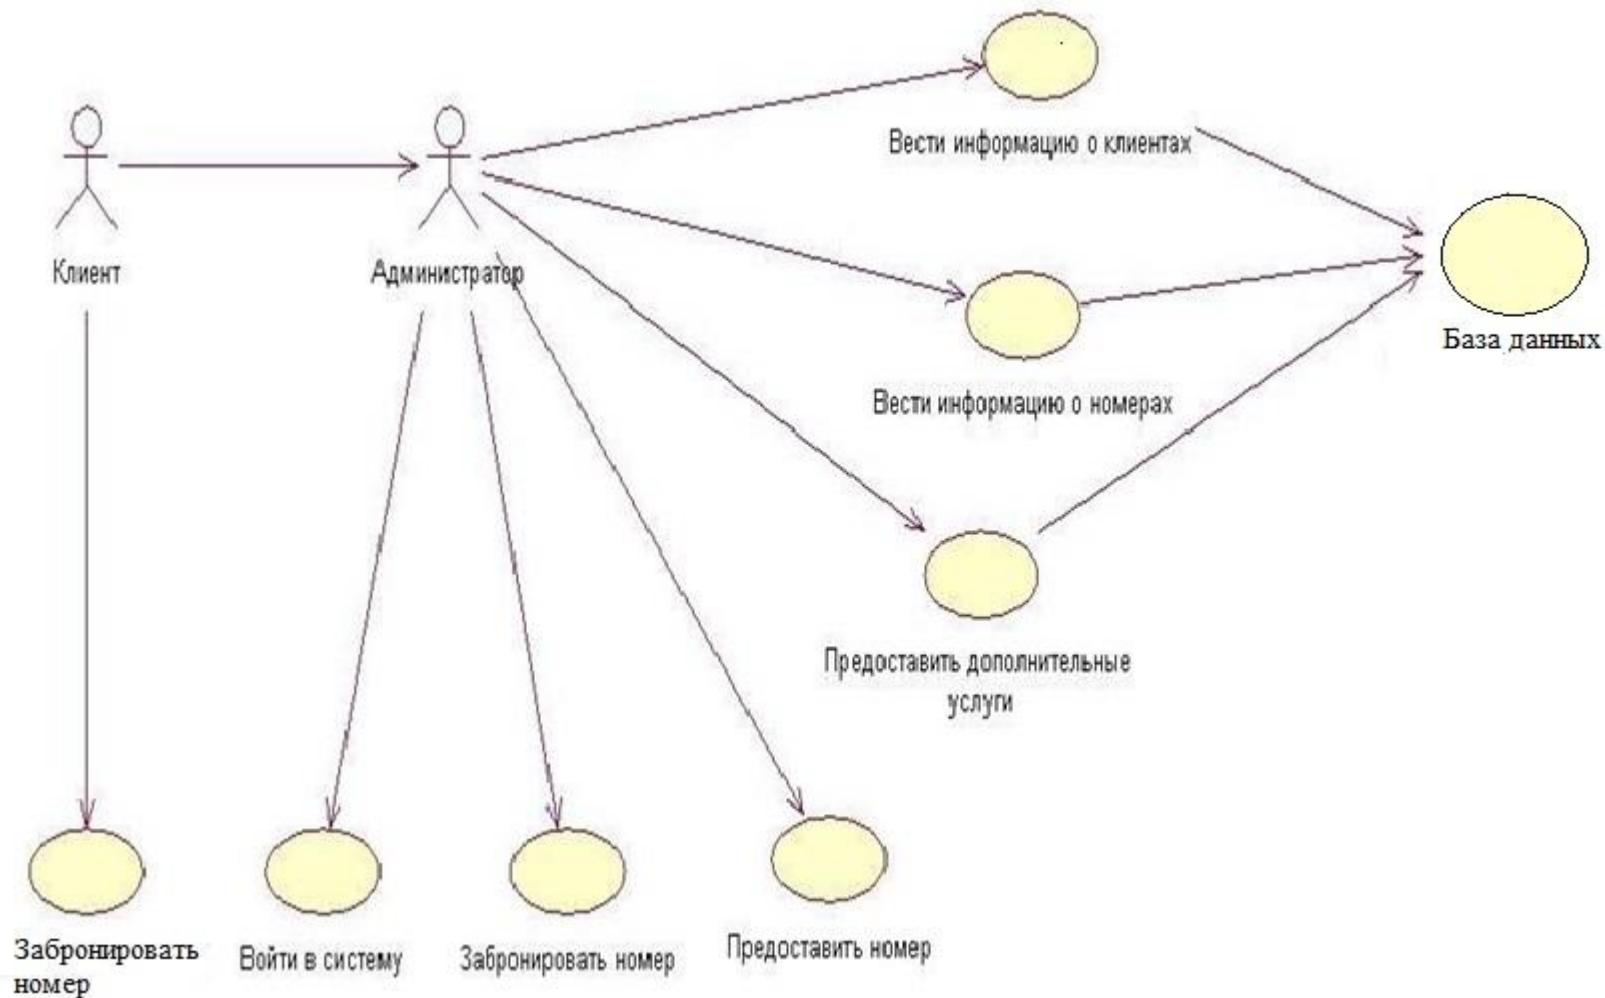 Вести информацию о клиентах
Клиент
Администратор
База данных
Вести информацию о номерах
Предоставить дополнительные
услуги
Забронировать
номер
Войти в систему
Забронировать номер
Предоставить номер